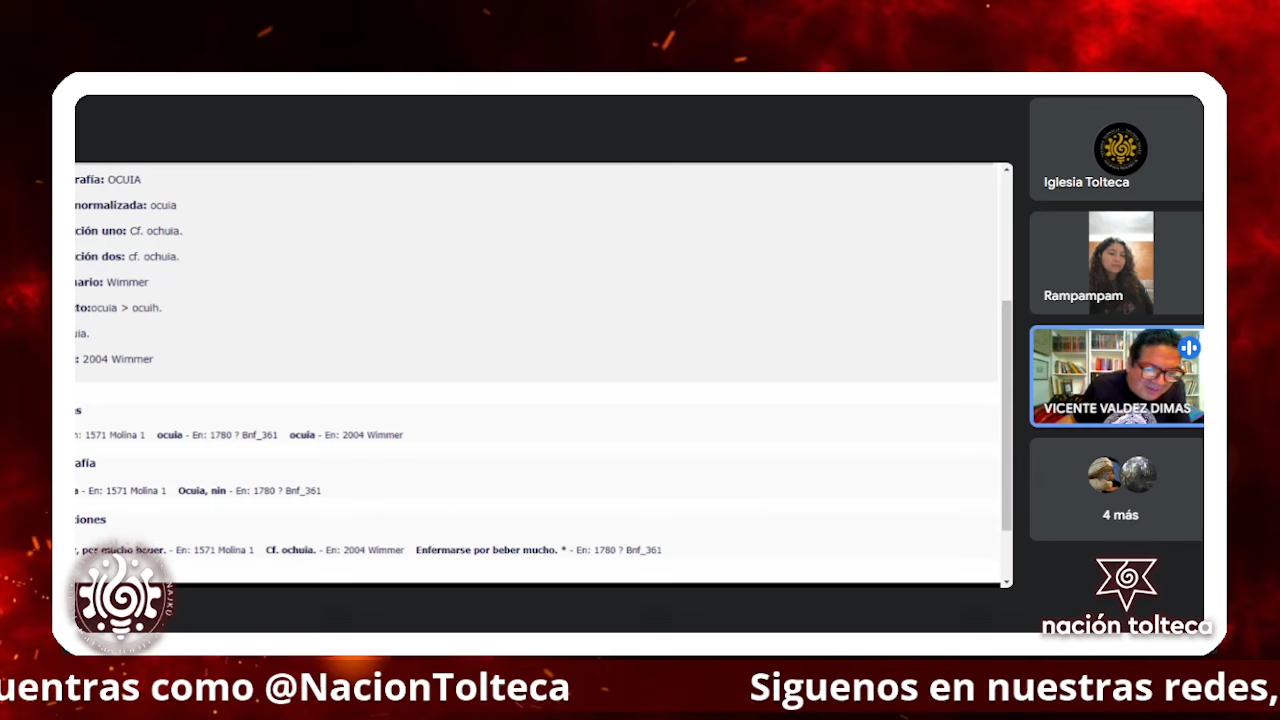 rafía: OCUIA
normalizada: ocuia
ción uno: Cf. ochuia.
ción dos: cf. ochuia.
nario: Wimmer
to:ocuia > ocuih.
uia.
: 2004 Wimmer
s
n: 1571 Molina 1 ocuia - En: 1780 ? Bnf_361 ocuia - En: 2004 Wimmer
afía
a - En: 1571 Molina 1 Ocuia, nin - En: 1780 ? Bnf_361
ciones
, por mucho beuer. - En: 1571 Molina 1 Cf. ochuia. - En: 2004 Wimmer Enfermarse por beber mucho. * - En: 1780 ? Bnf_361
Iglesia Tolteca
Rampampam
VICENTE VALDEZ DIMAS
4 más
nación tolteca
uentras como @NacionTolteca Siguenos en nuestras redes,